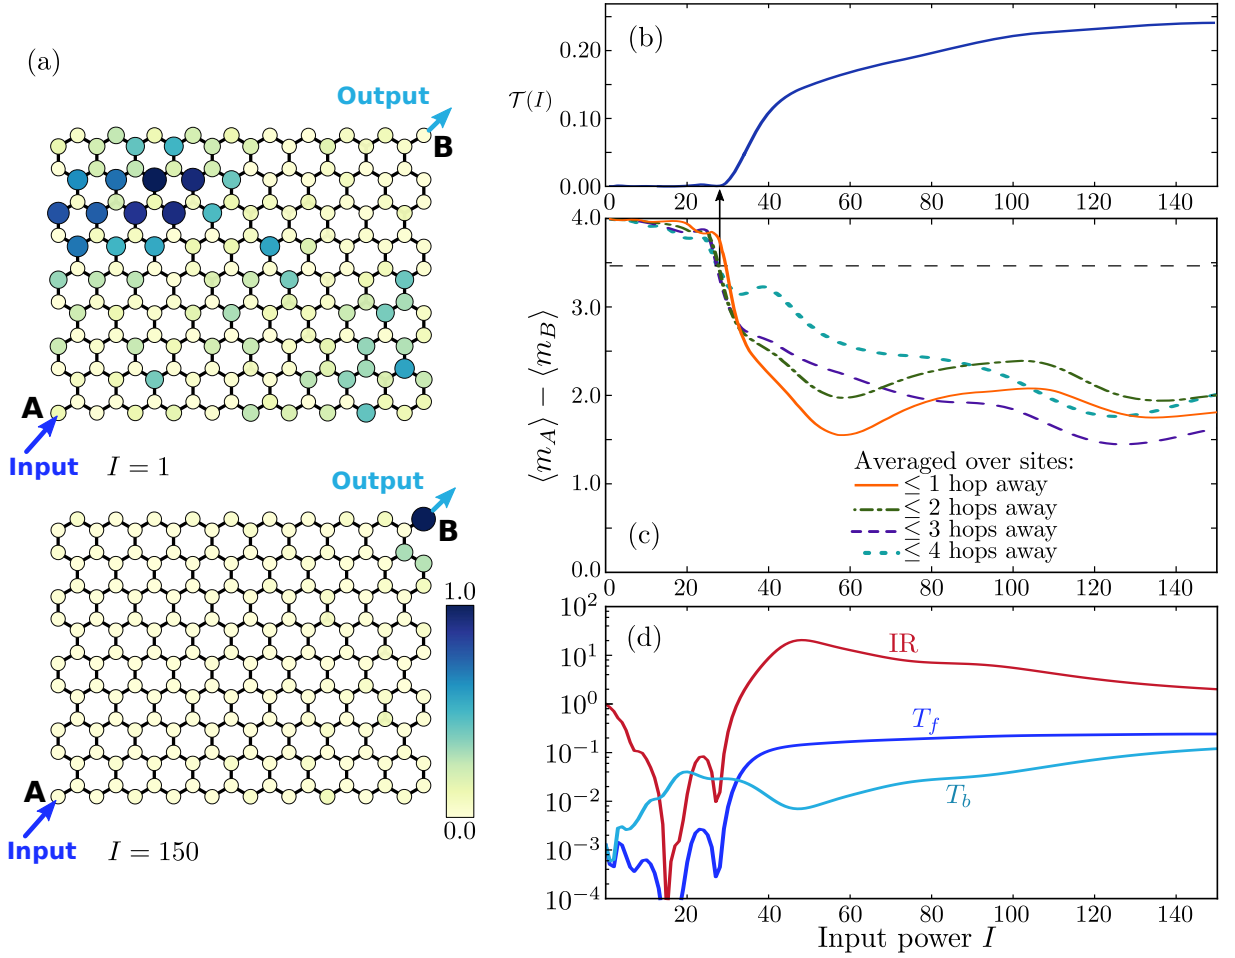 (a)
Output
B
A
Input
I = 1
Output
B
1.0
0.0
A
Input
I = 150
(b)
𝒯(I)
0.20
0.10
0.00
0 20 40 60 80 100 120 140
(c)
⟨m_A⟩ − ⟨m_B⟩
4.0
3.0
2.0
1.0
0.0
Averaged over sites:
≤ 1 hop away
≤ 2 hops away
≤ 3 hops away
≤ 4 hops away
0 20 40 60 80 100 120 140
(d)
10^2
10^1
10^0
10^−1
10^−2
10^−3
10^−4
IR
T_f
T_b
20 40 60 80 100 120 140
Input power I